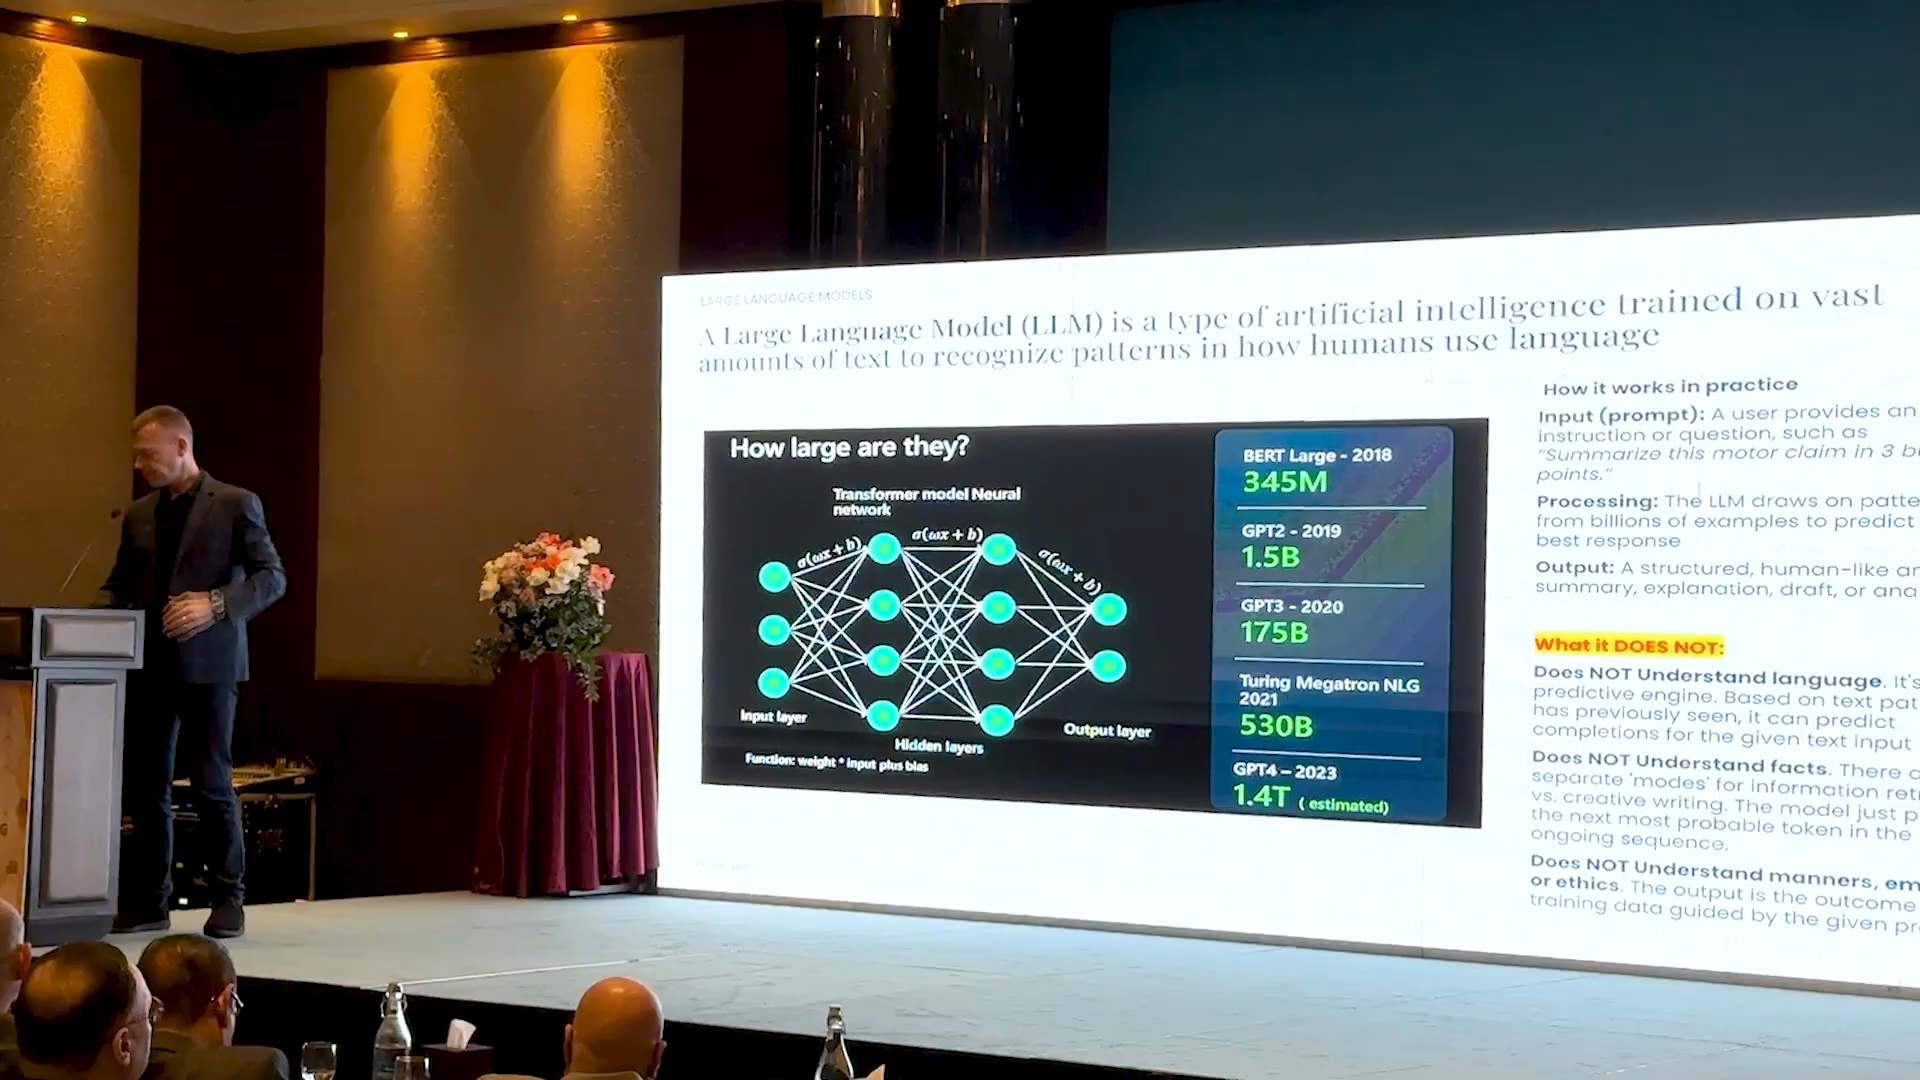 LARGE LANGUAGE MODELS
A Large Language Model (LLM) is a type of artificial intelligence trained on vast
amounts of text to recognize patterns in how humans use language
How large are they?
Transformer model Neural
network
σ(ωx + b)
σ(ωx + b)
σ(ωx + b)
Input layer
Hidden layers
Output layer
Function: weight * input plus bias
BERT Large - 2018
345M
GPT2 - 2019
1.5B
GPT3 - 2020
175B
Turing Megatron NLG
2021
530B
GPT4 – 2023
1.4T ( estimated)
How it works in practice
Input (prompt): A user provides an
instruction or question, such as
“Summarize this motor claim in 3 b
points.”
Processing: The LLM draws on patte
from billions of examples to predict
best response
Output: A structured, human-like an
summary, explanation, draft, or ana
What it DOES NOT:
Does NOT Understand language. It's
predictive engine. Based on text pat
has previously seen, it can predict
completions for the given text input
Does NOT Understand facts. There a
separate 'modes' for information ret
vs. creative writing. The model just p
the next most probable token in the
ongoing sequence.
Does NOT Understand manners, em
or ethics. The output is the outcome
training data guided by the given pr